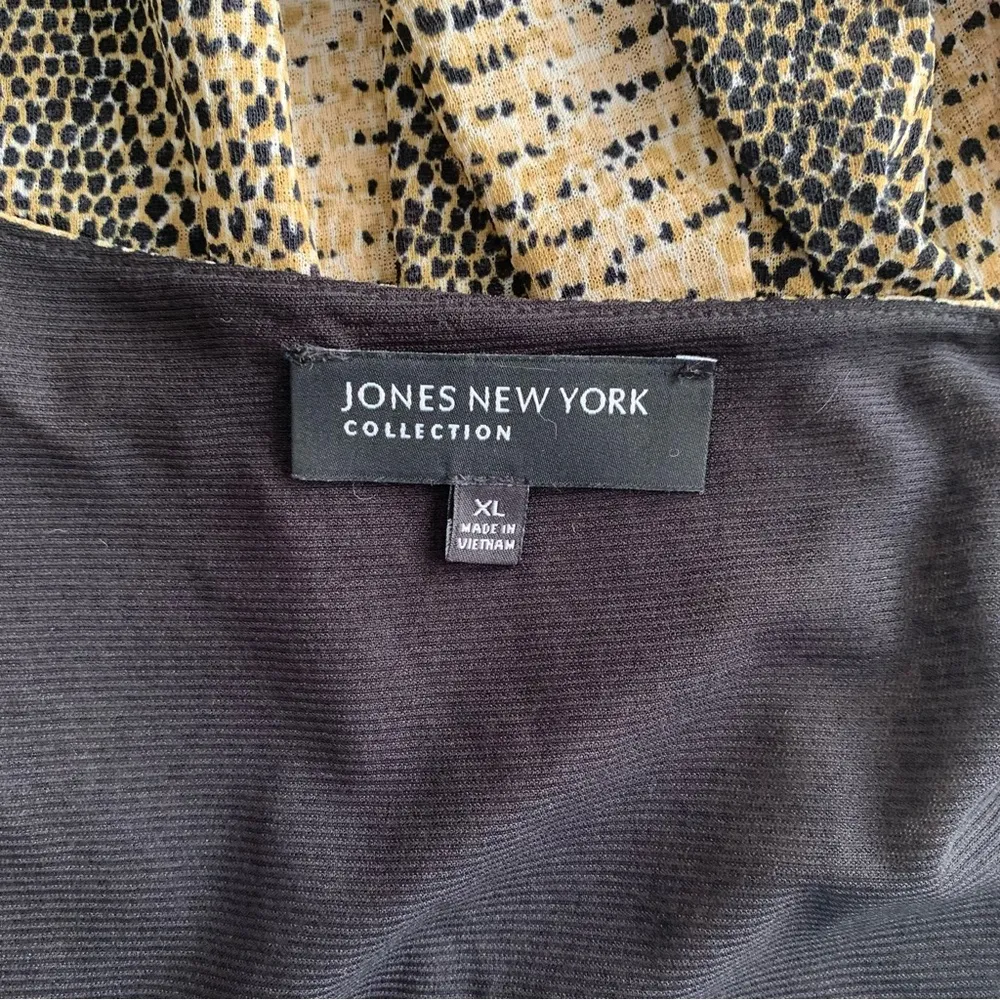 JONES NEW YORK
COLLECTION
XL
MADE IN
VIETNAM